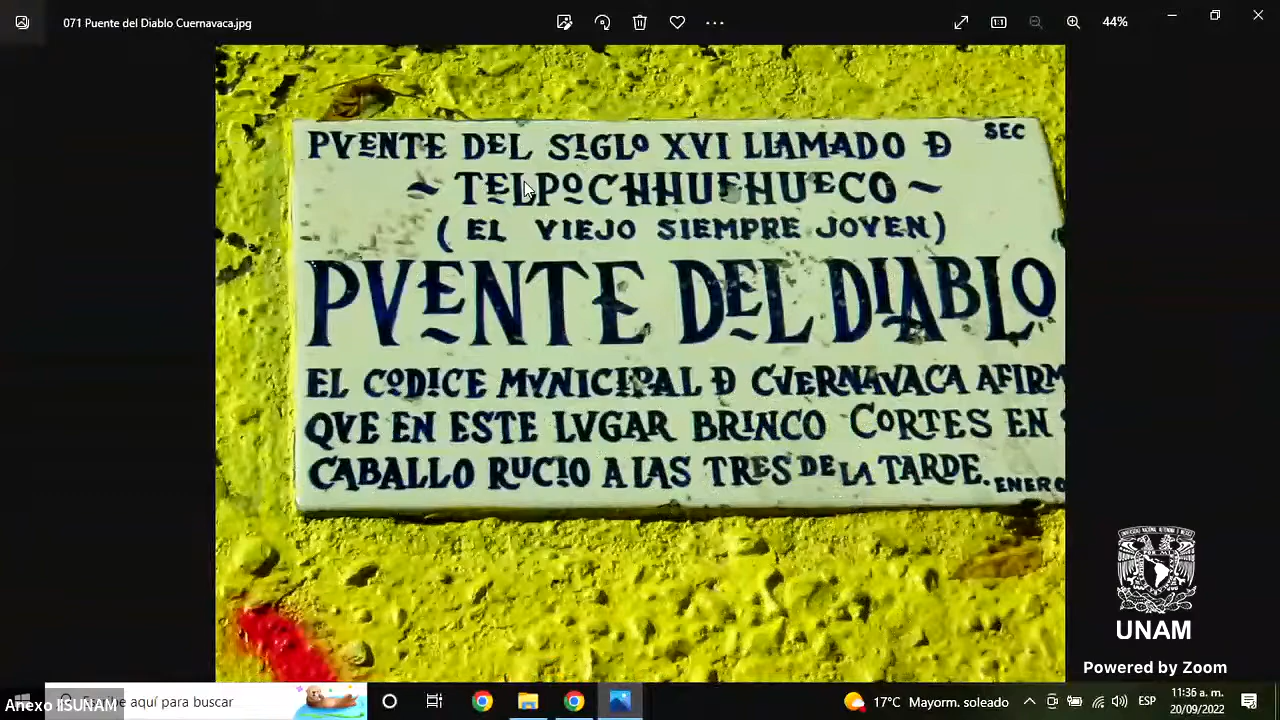 071 Puente del Diablo Cuernavaca.jpg
44%
PVENTE DEL SIGLO XVI LLAMADO Đ
SEC
~ TELPOCHHUEHUECO ~
( EL VIEJO SIEMPRE JOVEN)
PVENTE DEL DIABLO
EL CODICE MVNICIPAL Đ CVERNAVACA AFIRM
QVE EN ESTE LVGAR BRINCO CORTES EN
CABALLO RUCIO A LAS TRES DE LA TARDE.
ENERO
UNAM
Powered by Zoom
Anexo IISUNAM
aquí para buscar
17°C Mayorm. soleado
ESP
11:36 a. m.
20/09/2022